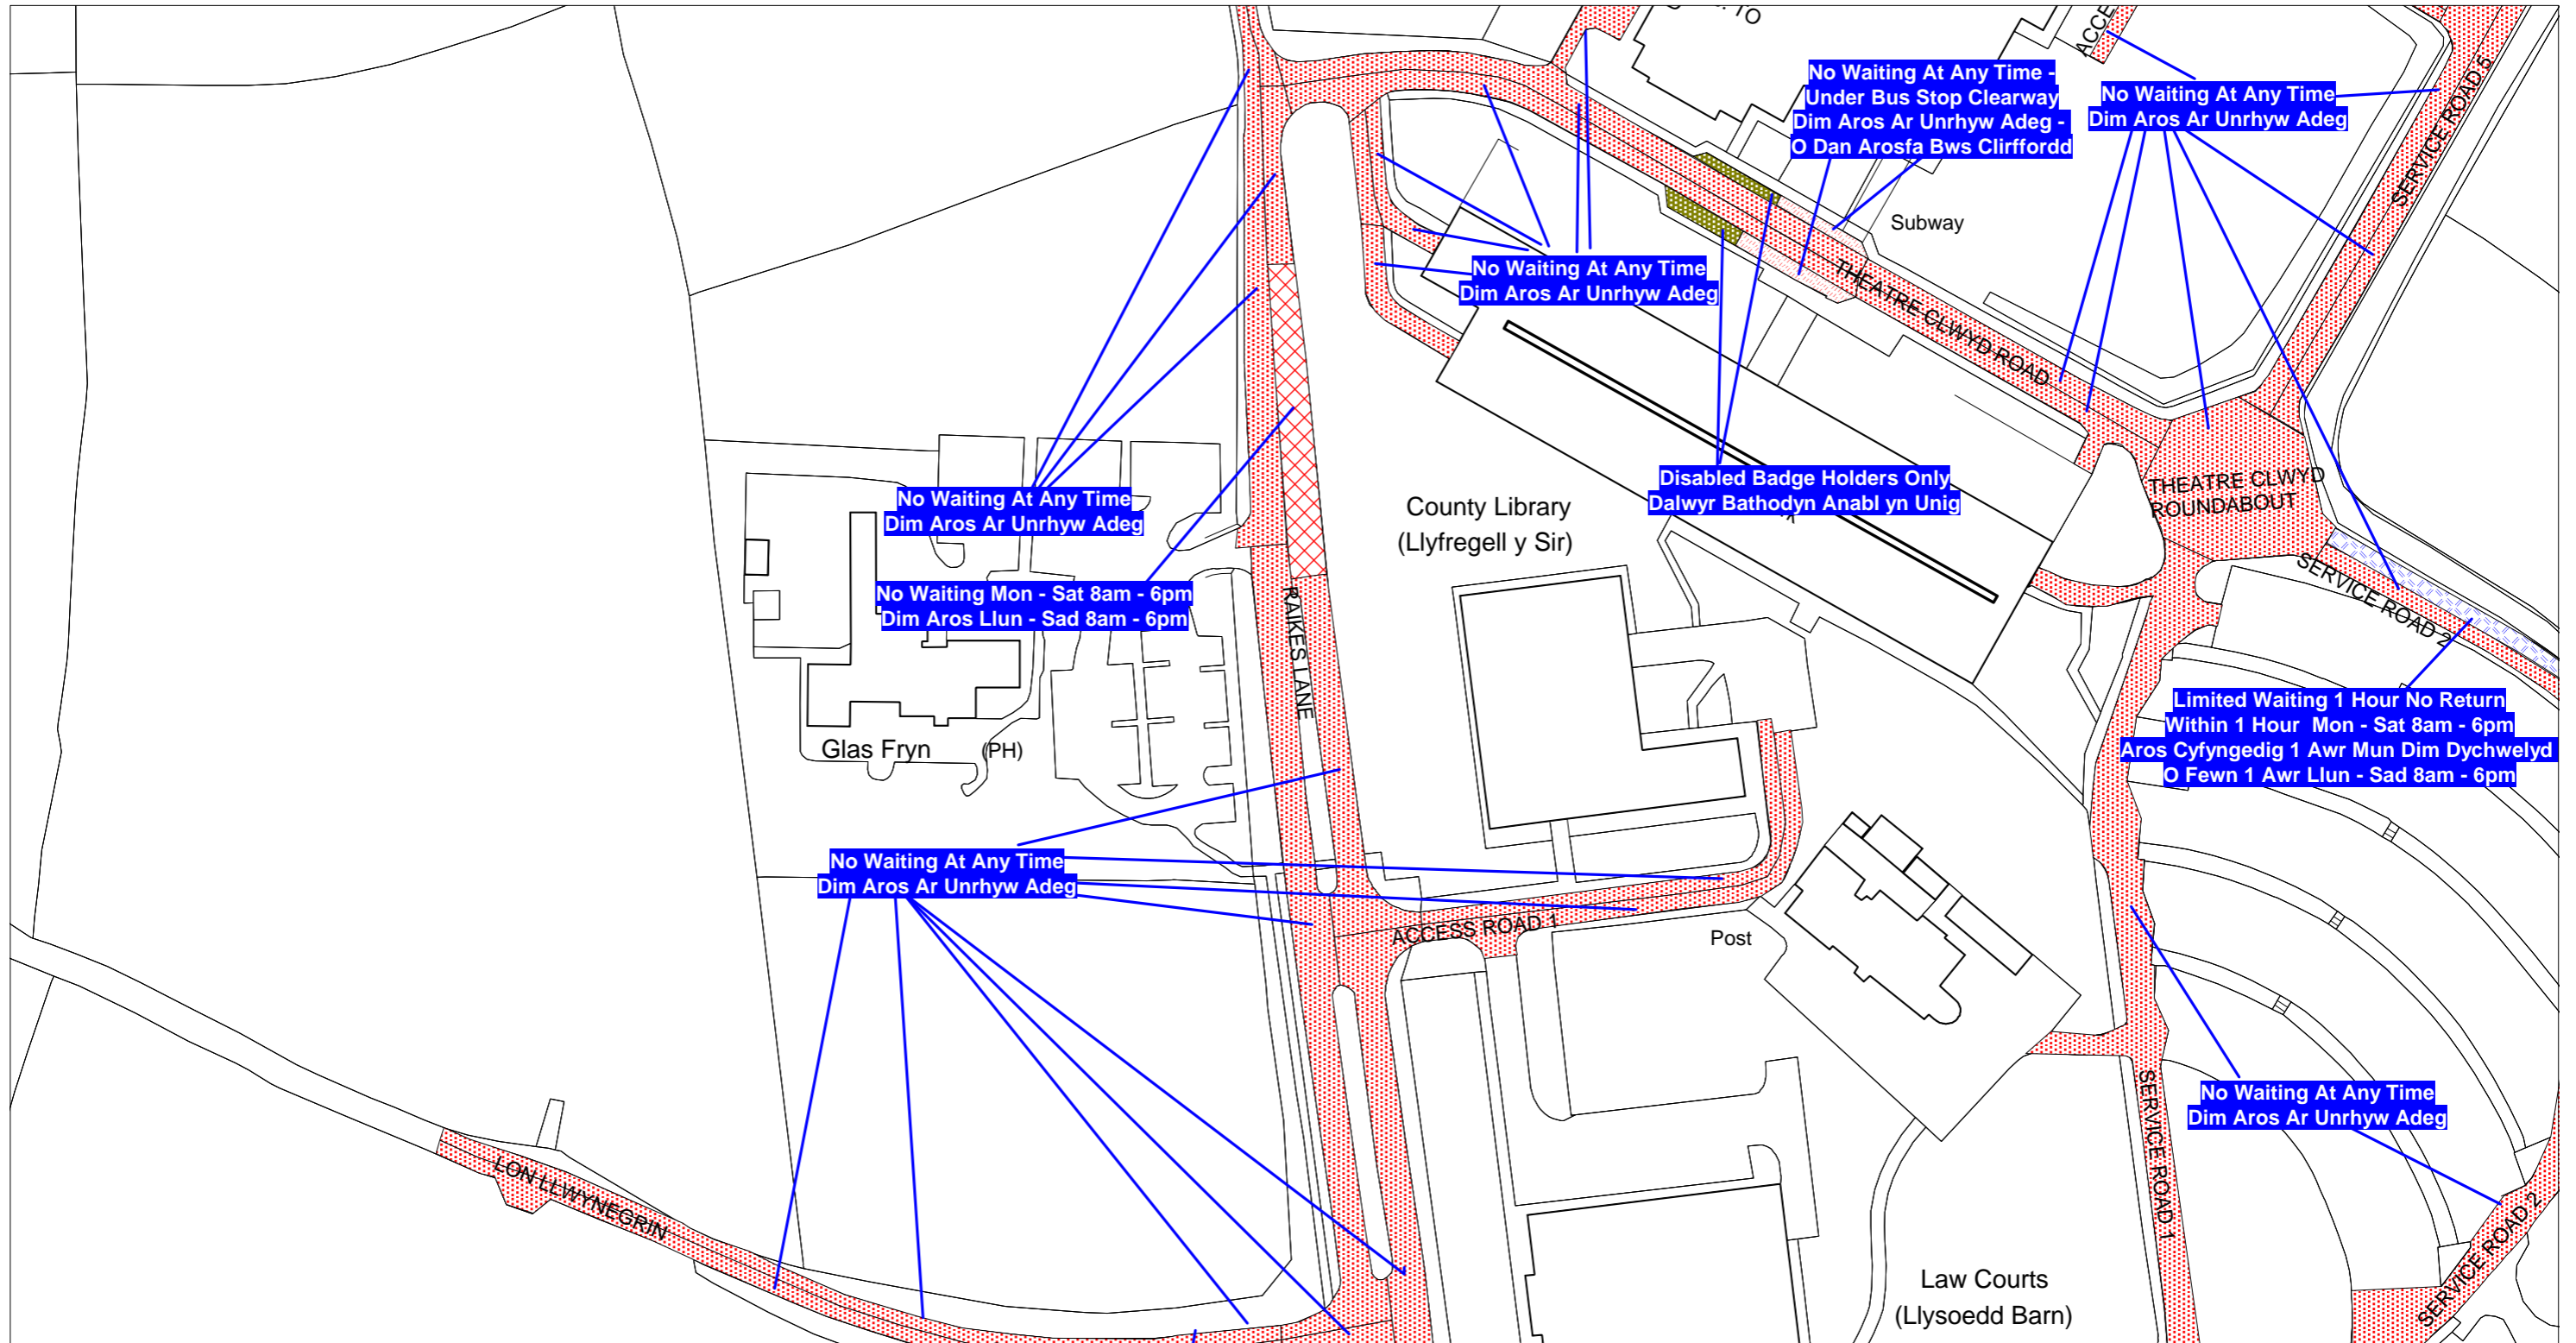 TO
ACCE
SERVICE ROAD 5
No Waiting At Any Time -
Under Bus Stop Clearway
Dim Aros Ar Unrhyw Adeg -
O Dan Arosfa Bws Clirffordd
No Waiting At Any Time
Dim Aros Ar Unrhyw Adeg
Subway
No Waiting At Any Time
Dim Aros Ar Unrhyw Adeg
THEATRE CLWYD ROAD
No Waiting At Any Time
Dim Aros Ar Unrhyw Adeg
Disabled Badge Holders Only
Dalwyr Bathodyn Anabl yn Unig
County Library
(Llyfregell y Sir)
THEATRE CLWYD
ROUNDABOUT
SERVICE ROAD 2
No Waiting Mon - Sat 8am - 6pm
Dim Aros Llun - Sad 8am - 6pm
RAIKES LANE
Glas Fryn (PH)
Limited Waiting 1 Hour No Return
Within 1 Hour Mon - Sat 8am - 6pm
Aros Cyfyngedig 1 Awr Mun Dim Dychwelyd
O Fewn 1 Awr Llun - Sad 8am - 6pm
No Waiting At Any Time
Dim Aros Ar Unrhyw Adeg
ACCESS ROAD 1
Post
No Waiting At Any Time
Dim Aros Ar Unrhyw Adeg
SERVICE ROAD 1
LON LLWYNEGRIN
SERVICE ROAD 2
Law Courts
(Llysoedd Barn)